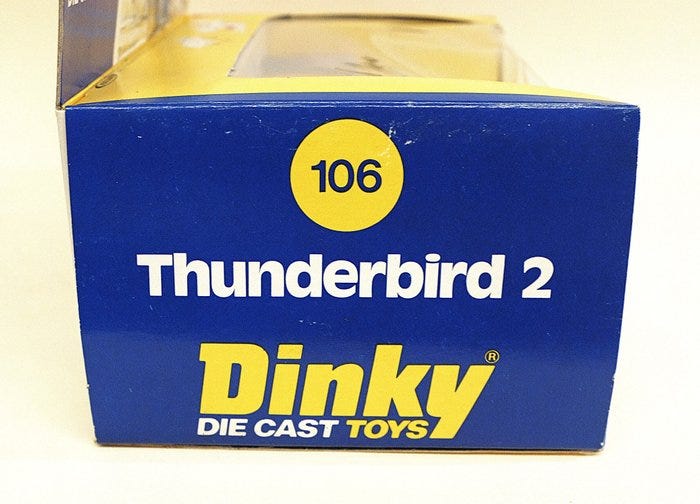 106
Thunderbird 2
Dinky®
DIE CAST TOYS